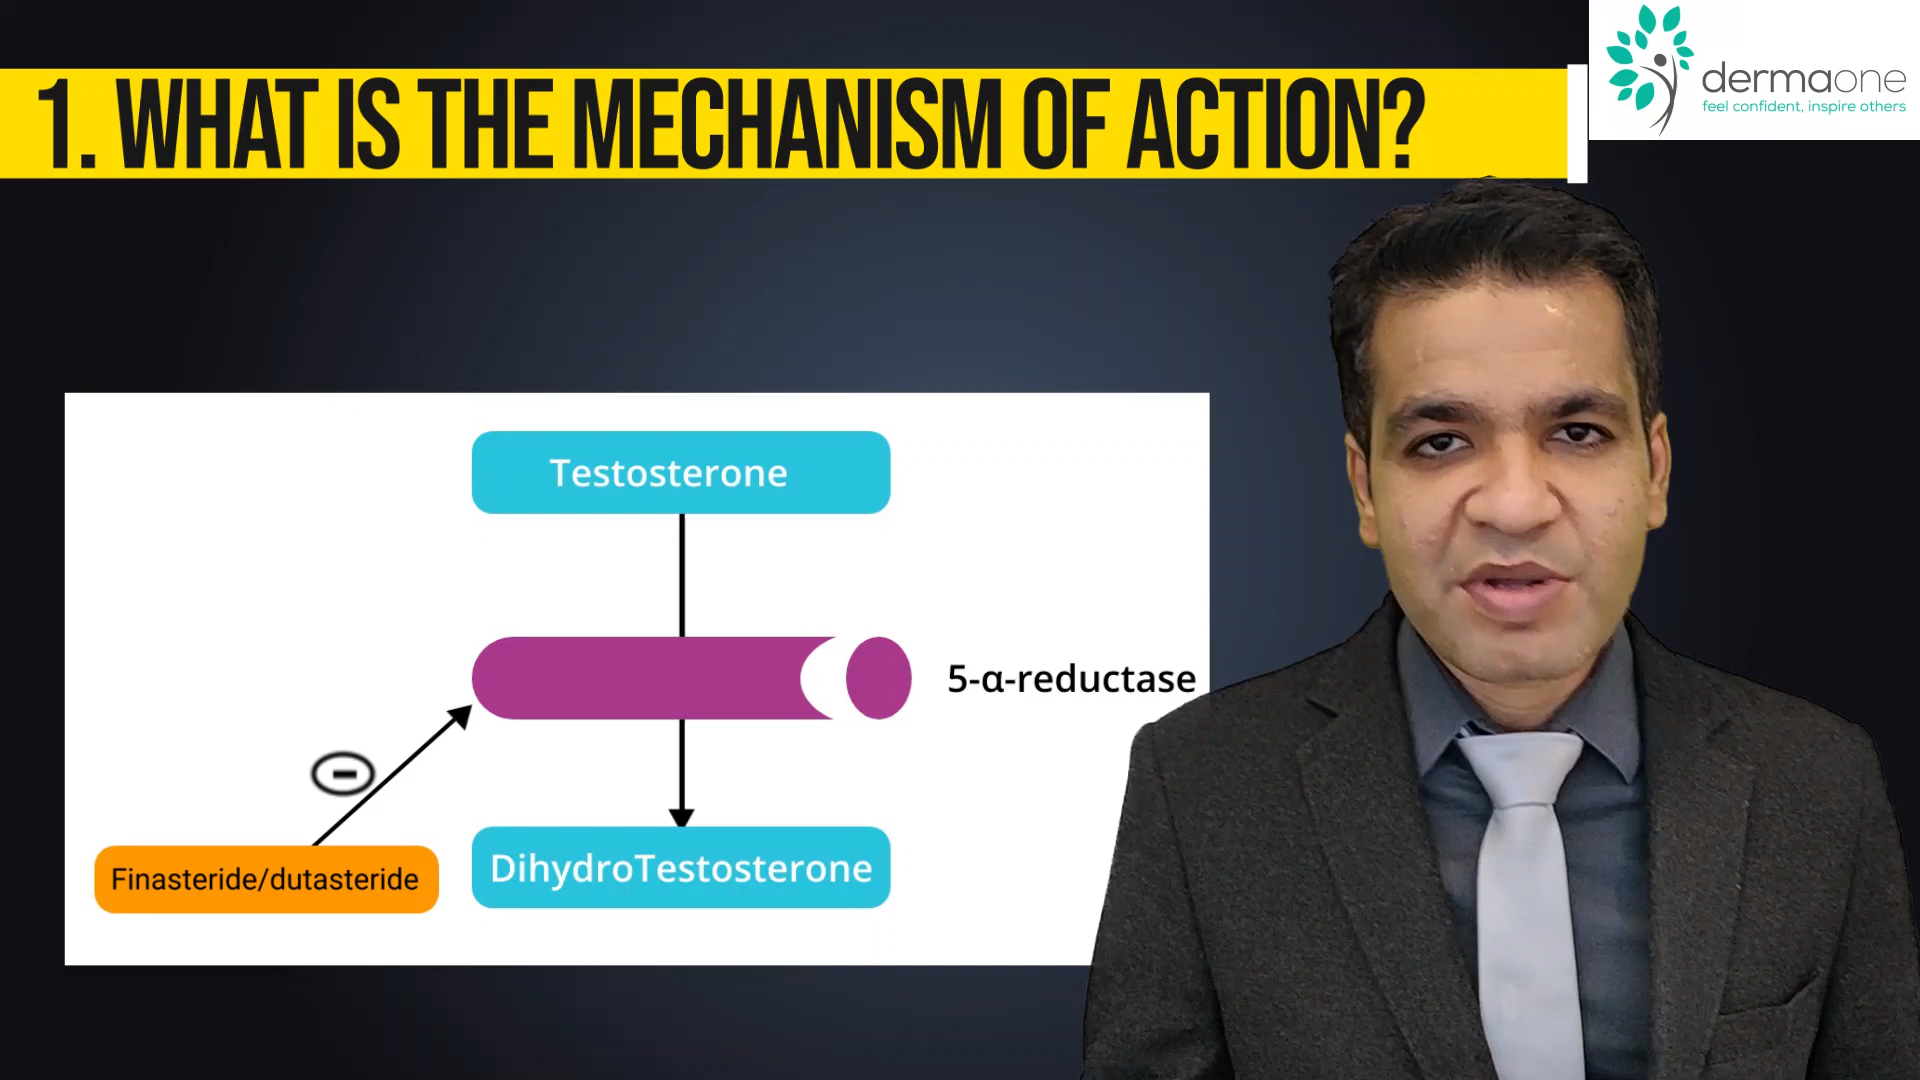 1. WHAT IS THE MECHANISM OF ACTION?
dermaone
feel confident, inspire others
Testosterone
5-α-reductase
Finasteride/dutasteride
DihydroTestosterone